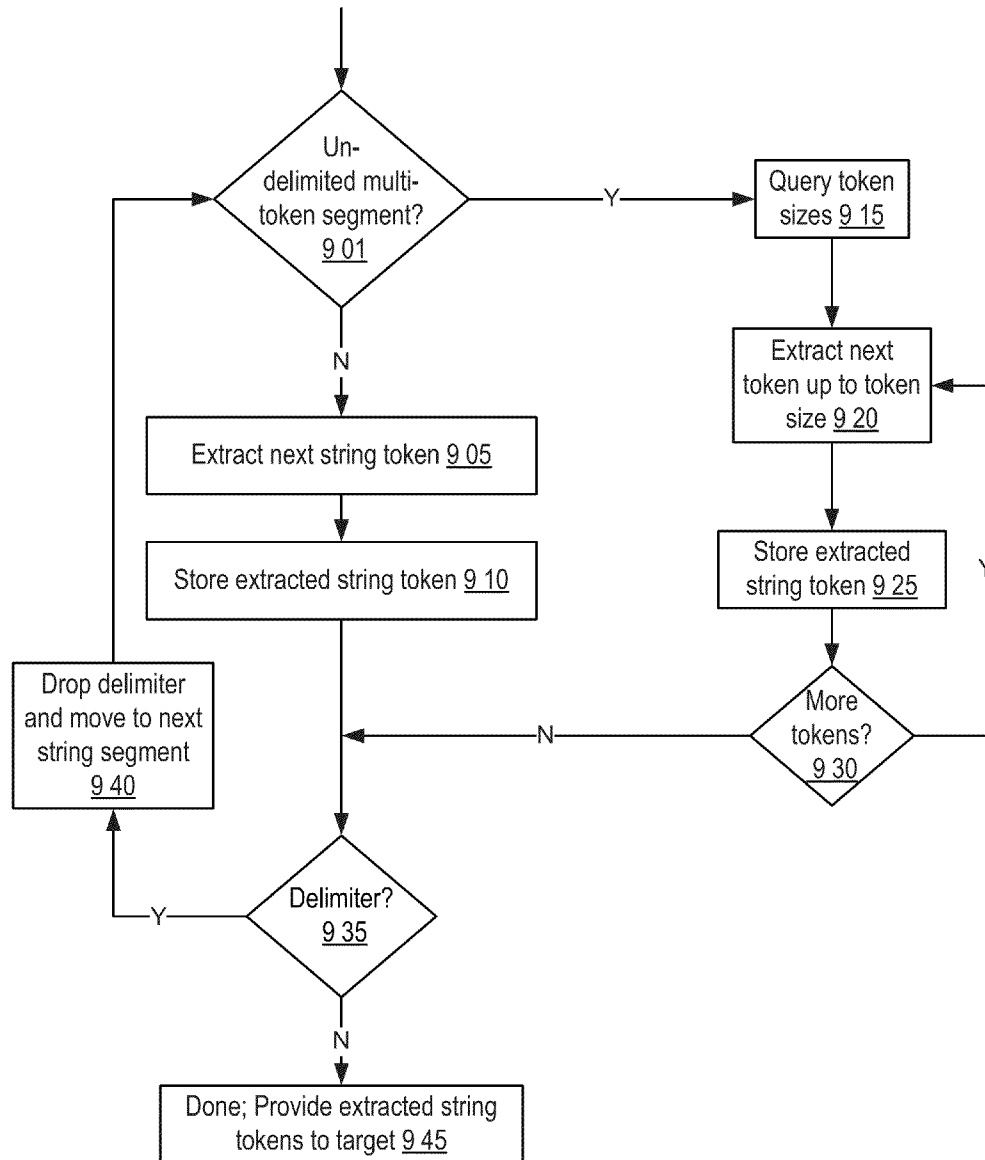 Un-
delimited multi-
token segment?
9 01
Y
Query token
sizes 9 15
N
Extract next
token up to token
size 9 20
Extract next string token 9 05
Store extracted string token 9 10
Store extracted
string token 9 25
Y
Drop delimiter
and move to next
string segment
9 40
More
tokens?
9 30
N
Delimiter?
9 35
Y
N
Done; Provide extracted string
tokens to target 9 45